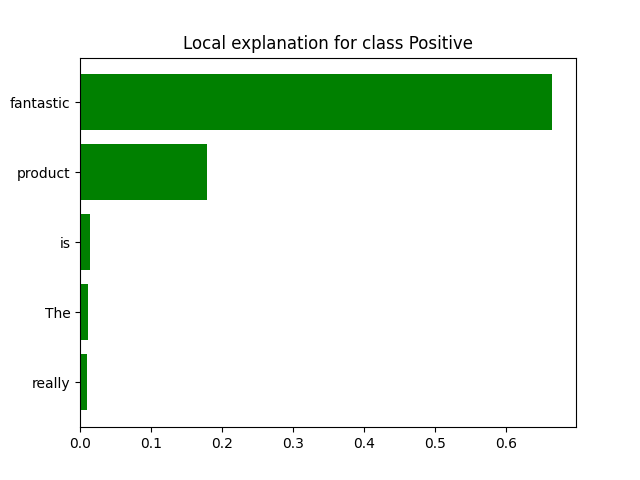 Local explanation for class Positive
fantastic
product
is
The
really
0.0 0.1 0.2 0.3 0.4 0.5 0.6